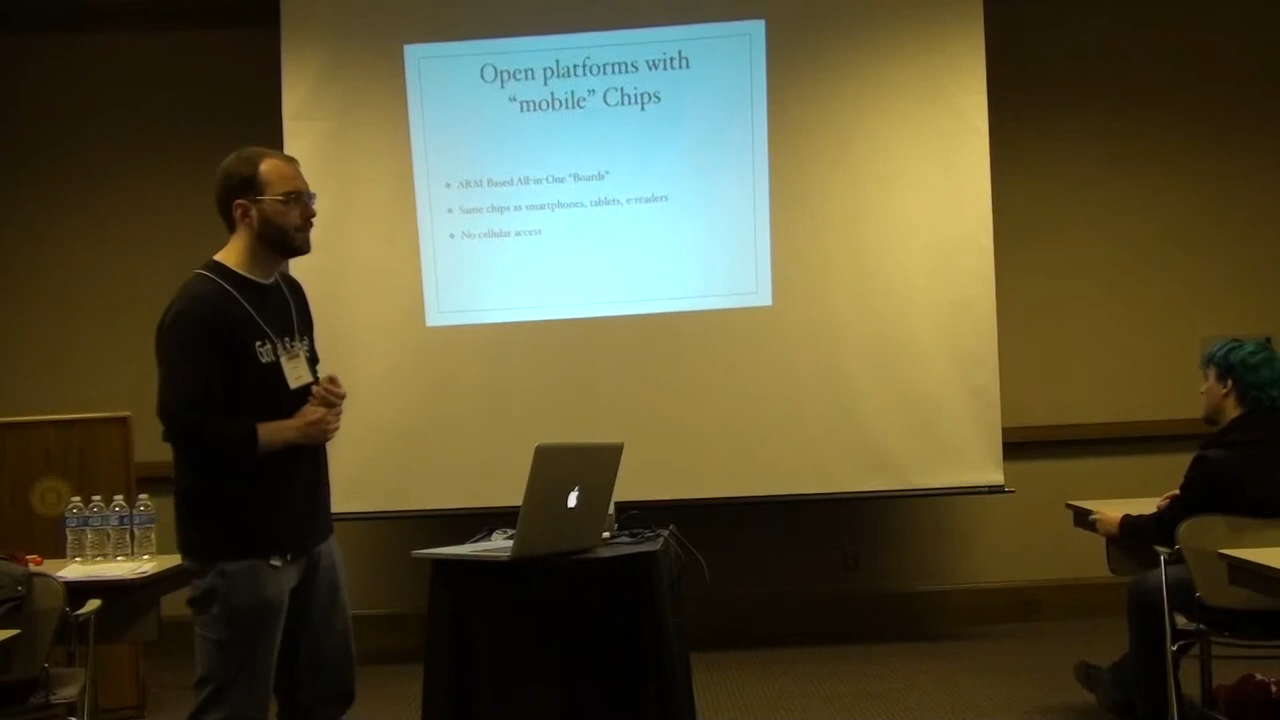 Open platforms with
“mobile” Chips
ARM Based All-in-One “Boards”
Same chips as smartphones, tablets, e-readers
No cellular access
Got